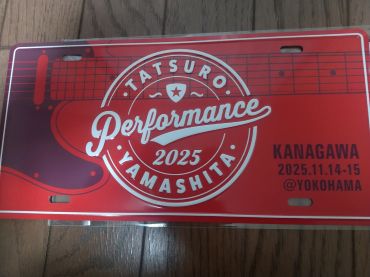 TATSURO
Performance
2025
YAMASHITA
KANAGAWA
2025.11.14-15
@YOKOHAMA